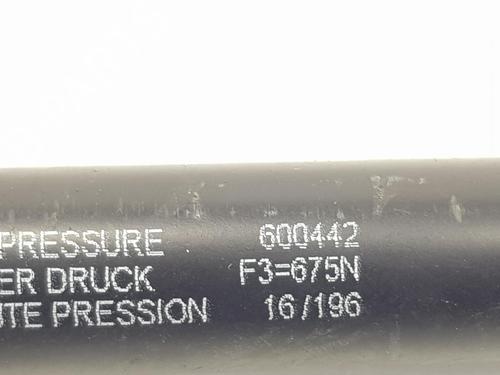 PRESSURE 600442
ER DRUCK F3=675N
UTE PRESSION 16/196